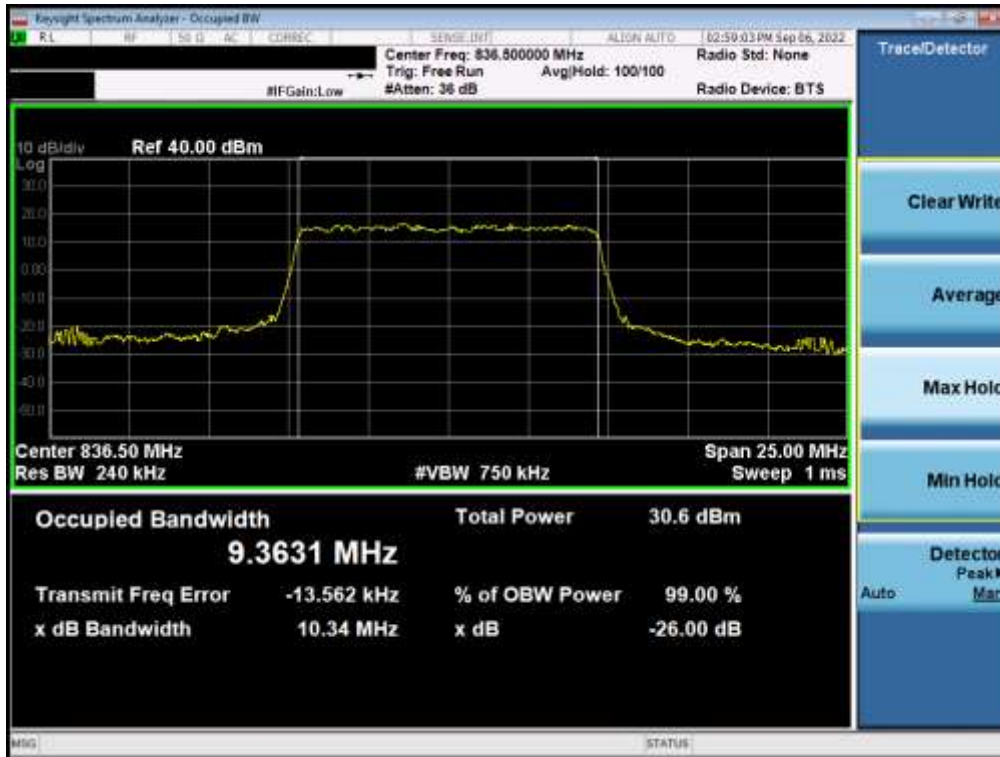 Keysight Spectrum Analyzer - Occupied BW
RL RF 50 Ω AC CORREC SENSE:INT ALIGN AUTO 02:59:03 PM Sep 06, 2022
Center Freq: 836.500000 MHz Radio Std: None
Trig: Free Run Avg|Hold: 100/100
#IFGain:Low #Atten: 36 dB Radio Device: BTS
Trace/Detector
10 dB/div Ref 40.00 dBm
Log
30.0
20.0
10.0
0.00
-10.0
-20.0
-30.0
-40.0
-50.0
Center 836.50 MHz Span 25.00 MHz
Res BW 240 kHz #VBW 750 kHz Sweep 1 ms
Clear Write
Average
Max Hold
Min Hold
Detector
Peak
Auto Man
Occupied Bandwidth Total Power 30.6 dBm
9.3631 MHz
Transmit Freq Error -13.562 kHz % of OBW Power 99.00 %
x dB Bandwidth 10.34 MHz x dB -26.00 dB
MSG STATUS